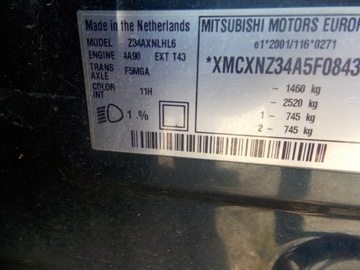 Made in the Netherlands
MODEL Z34AXNLHL6
ENGINE 4A90 EXT T43
TRANS AXLE F5MGA
COLOR INT 11H
1.%
MITSUBISHI MOTORS EUROP
e1*2001/116*0271
*XMCXNZ34A5F0843
- 1460 kg
- 2520 kg
1 - 745 kg
2 - 745 kg